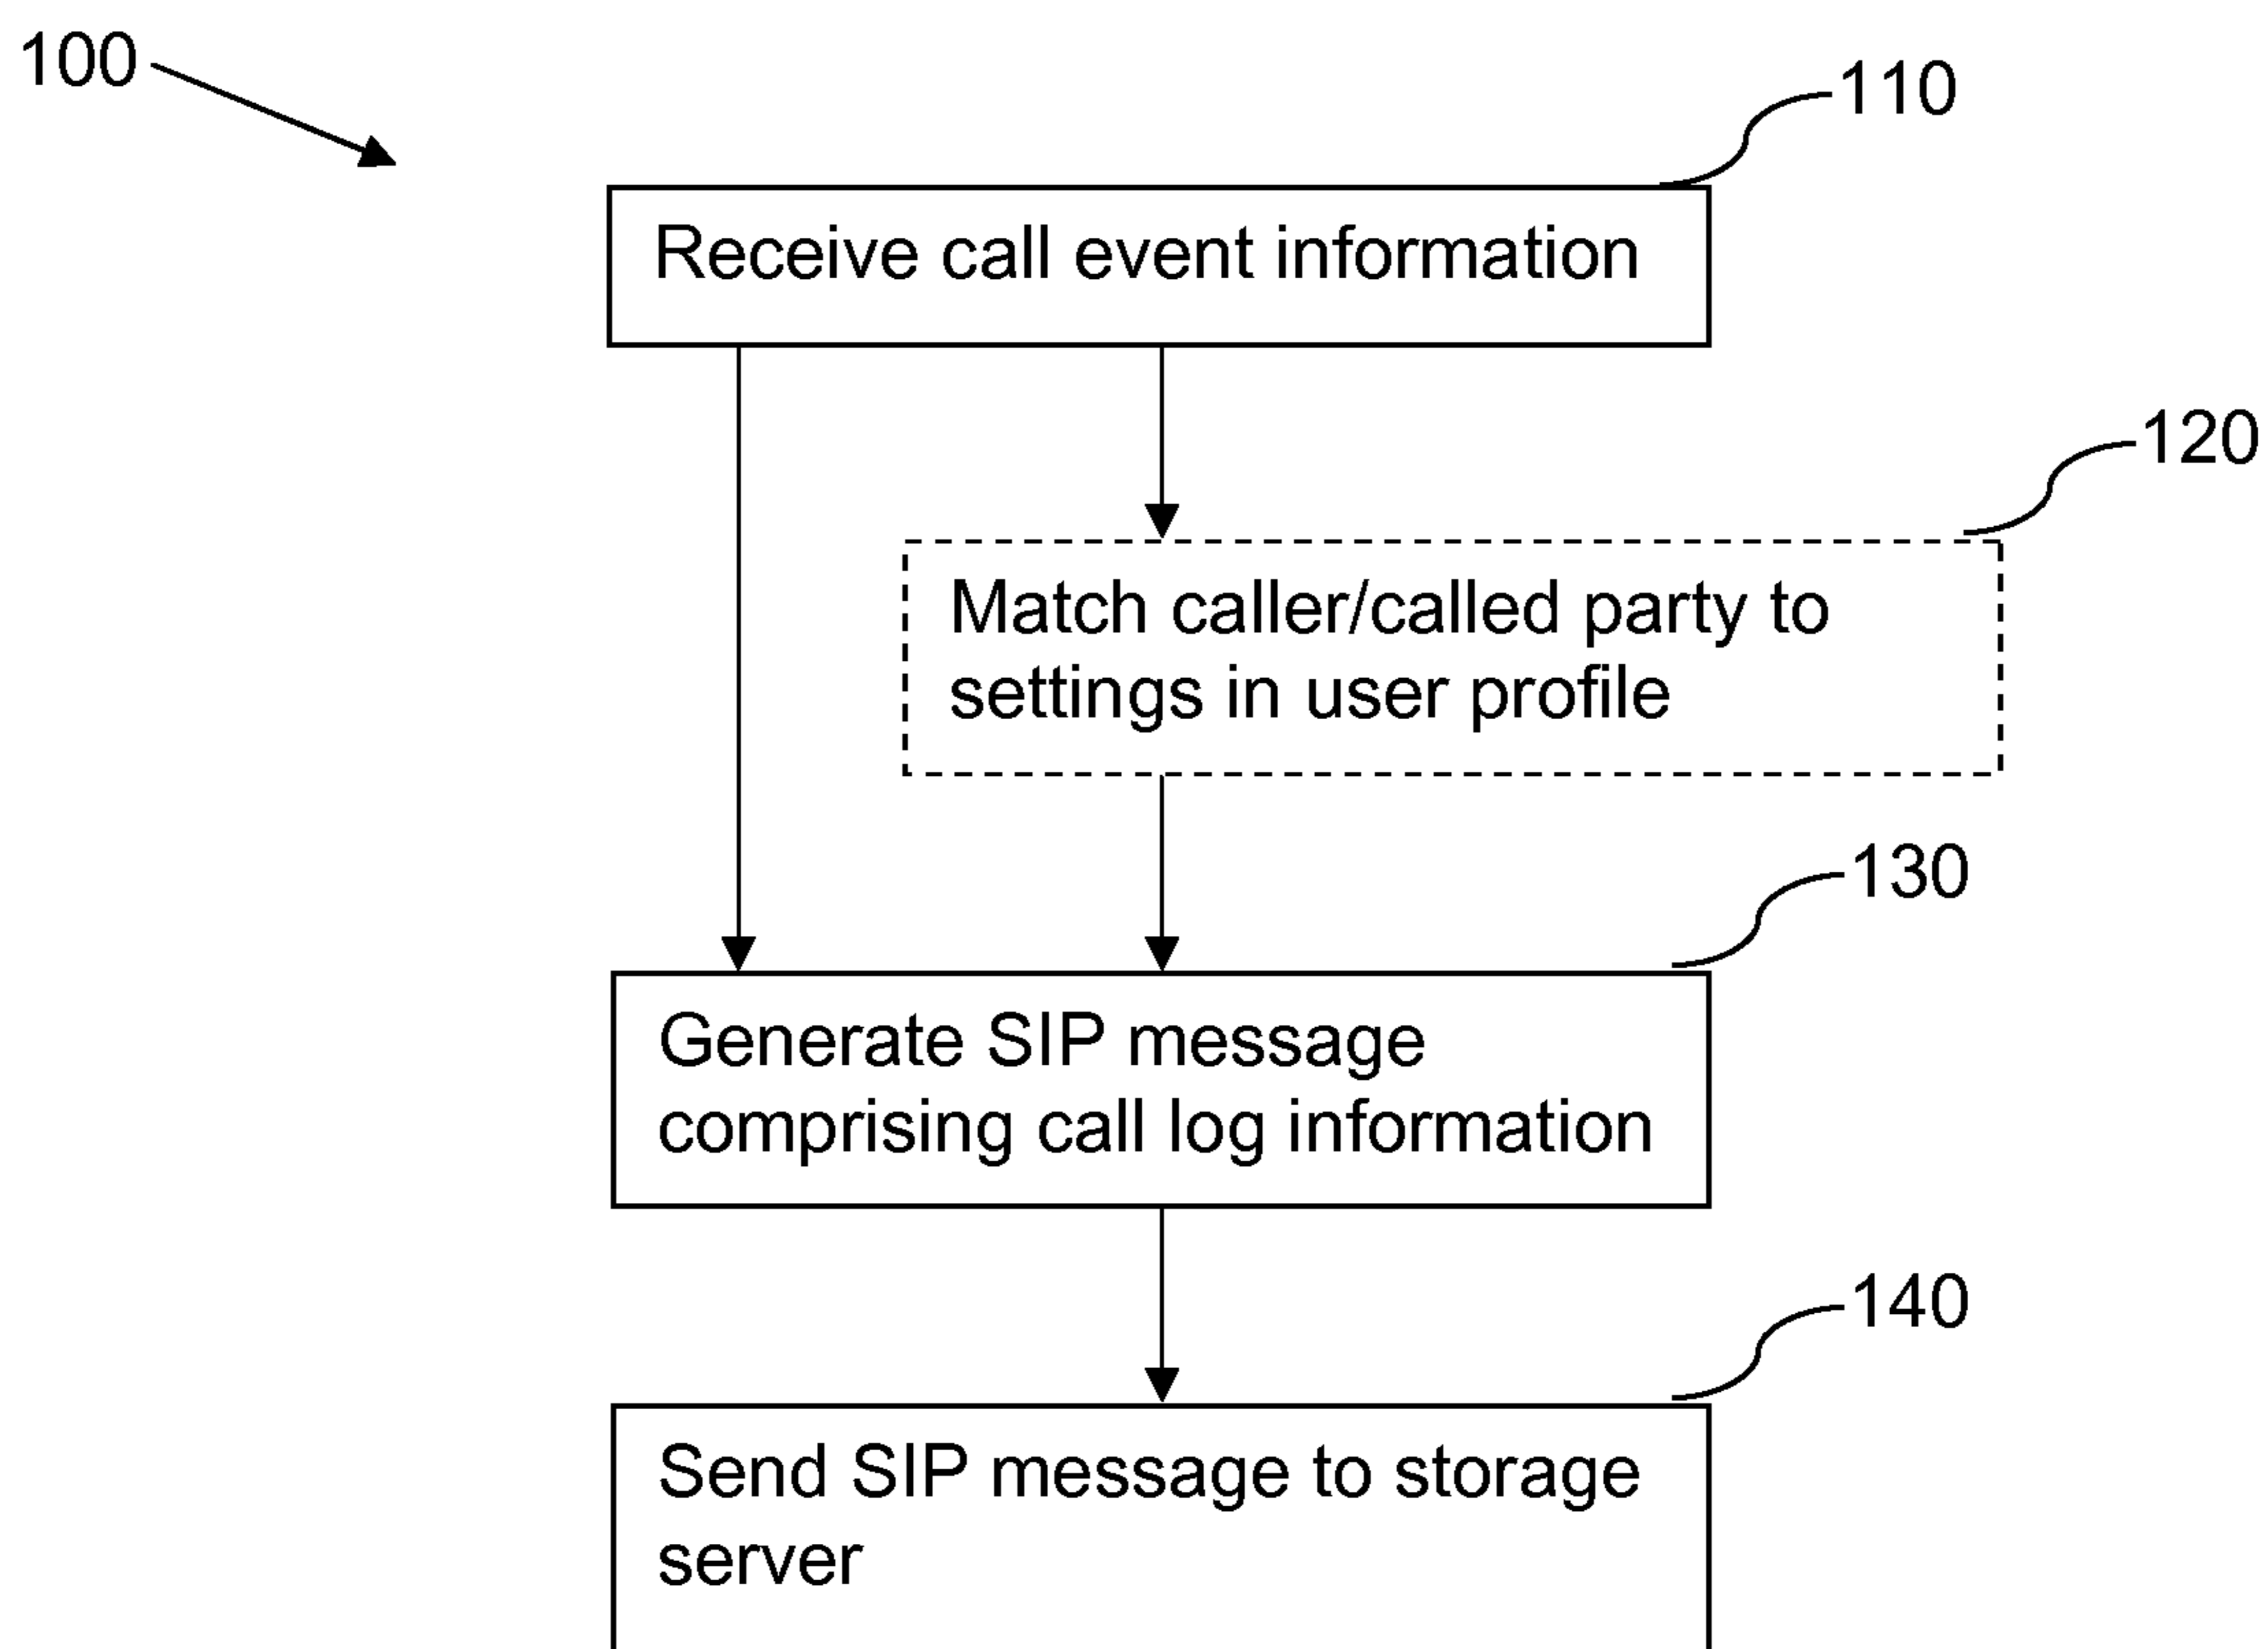 100
110
Receive call event information
120
Match caller/called party to
settings in user profile
130
Generate SIP message
comprising call log information
140
Send SIP message to storage
server